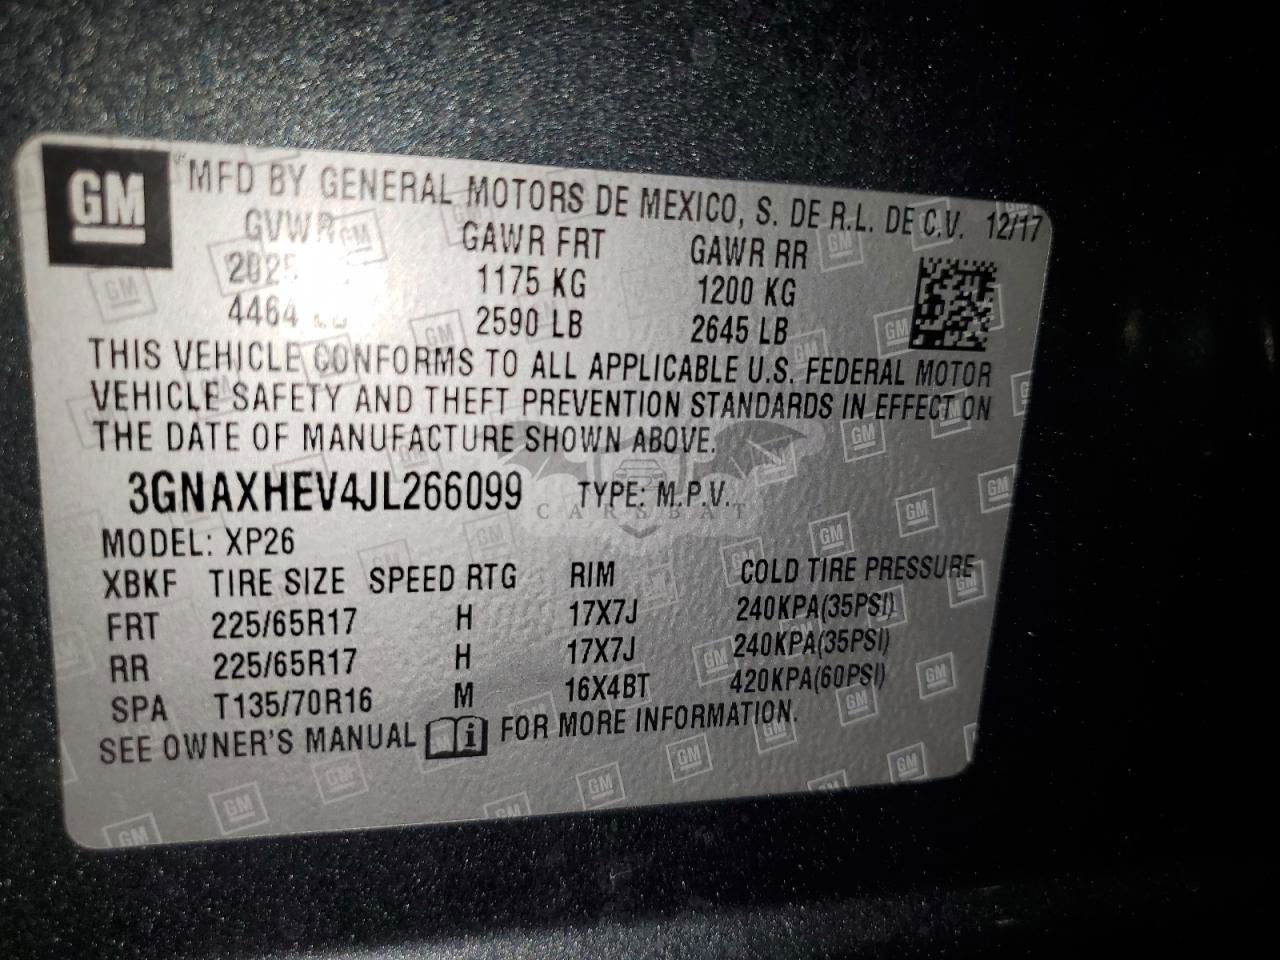 GM MFD BY GENERAL MOTORS DE MEXICO, S. DE R.L. DE C.V. 12/17
GVWR GAWR FRT GAWR RR
1175 KG 1200 KG
4464 2590 LB 2645 LB
THIS VEHICLE CONFORMS TO ALL APPLICABLE U.S. FEDERAL MOTOR
VEHICLE SAFETY AND THEFT PREVENTION STANDARDS IN EFFECT ON
THE DATE OF MANUFACTURE SHOWN ABOVE.
3GNAXHEV4JL266099 TYPE: M.P.V.
CARSBAT
MODEL: XP26
XBKF TIRE SIZE SPEED RTG RIM COLD TIRE PRESSURE
FRT 225/65R17 H 17X7J 240KPA(35PSI)
RR 225/65R17 H 17X7J 240KPA(35PSI)
SPA T135/70R16 M 16X4BT 420KPA(60PSI)
SEE OWNER'S MANUAL i FOR MORE INFORMATION.